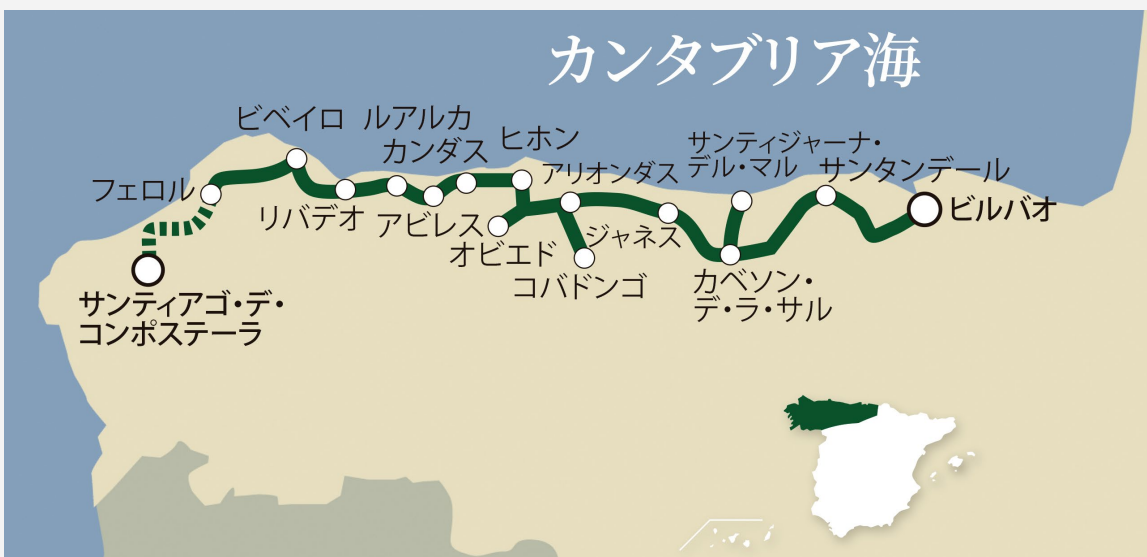 カンタブリア海
ビベイロ
ルアルカ
カンダス
ヒホン
アリオンダス
サンティジャーナ・
デル・マル
サンタンデール
フェロル
リバデオ
アビレス
オビエド
ジャネス
コバドンゴ
ビルバオ
カベソン・
デ・ラ・サル
サンティアゴ・デ・
コンポステーラ